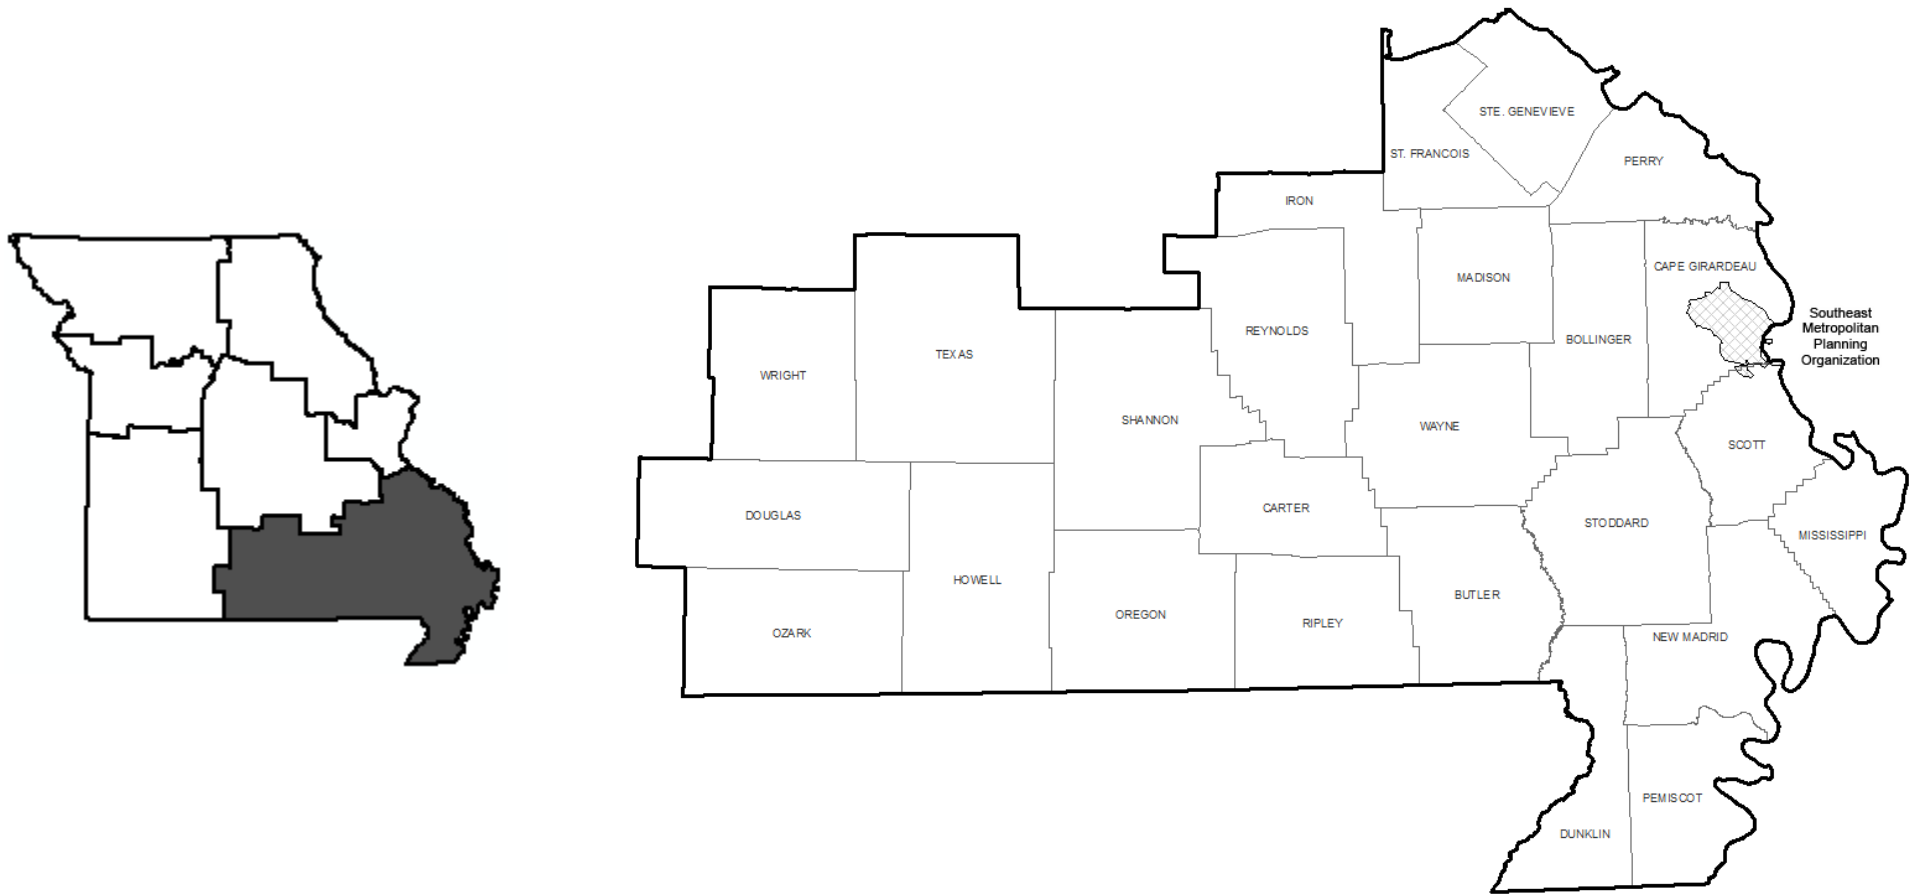 STE. GENEVIEVE
ST. FRANCOIS
PERRY
IRON
CAPE GIRARDEAU
MADISON
Southeast
Metropolitan
Planning
Organization
REYNOLDS
BOLLINGER
TEXAS
WRIGHT
SHANNON
WAYNE
SCOTT
CARTER
DOUGLAS
STODDARD
MISSISSIPPI
HOWELL
BUTLER
OREGON
RIPLEY
OZARK
NEW MADRID
PEMISCOT
DUNKLIN